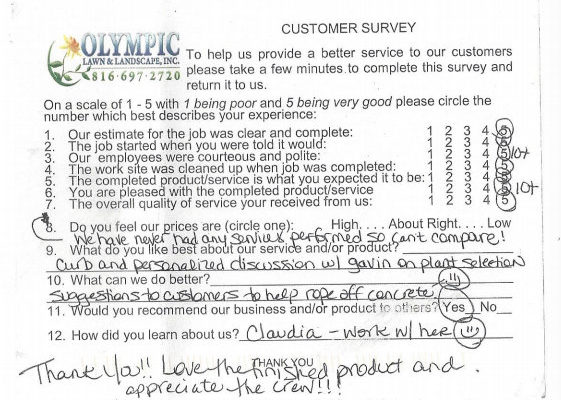 CUSTOMER SURVEY
OLYMPIC
LAWN & LANDSCAPE, INC.
816·697·2720
To help us provide a better service to our customers
please take a few minutes to complete this survey and
return it to us.
On a scale of 1 - 5 with 1 being poor and 5 being very good please circle the
number which best describes your experience:
1. Our estimate for the job was clear and complete: 1 2 3 4 5
2. The job started when you were told it would: 1 2 3 4 5
3. Our employees were courteous and polite: 1 2 3 4 5 10+
4. The work site was cleaned up when job was completed: 1 2 3 4 5
5. The completed product/service is what you expected it to be: 1 2 3 4 5
6. You are pleased with the completed product/service 1 2 3 4 5 10+
7. The overall quality of service your received from us: 1 2 3 4 5
8. Do you feel our prices are (circle one): High. . . . About Right. . . . Low
We have never had any services performed so can't compare!
9. What do you like best about our service and/or product?
Curb and personalized discussion w/ gavin on plant selection
10. What can we do better?
suggestions to customers to help rope off concrete
11. Would you recommend our business and/or product to others? Yes No
12. How did you learn about us? Claudia - work w/ her
THANK YOU
Thank You!! Love the finished product and
appreciate the crew!!!